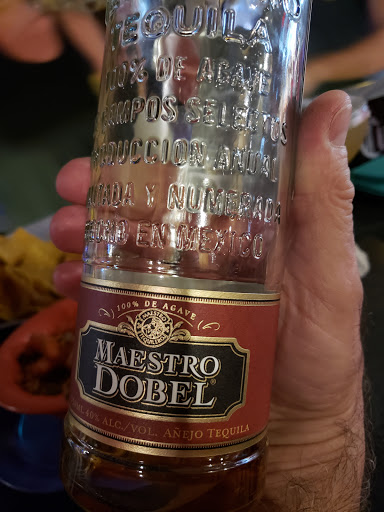 TEQUILA
100% DE AGAVE
CAMPOS SELECTOS
PRODUCCION ANUAL
Y NUMERADA
EN MEXICO
100% DE AGAVE
MAESTRO
DOBEL
40% ALC./VOL. AÑEJO TEQUILA